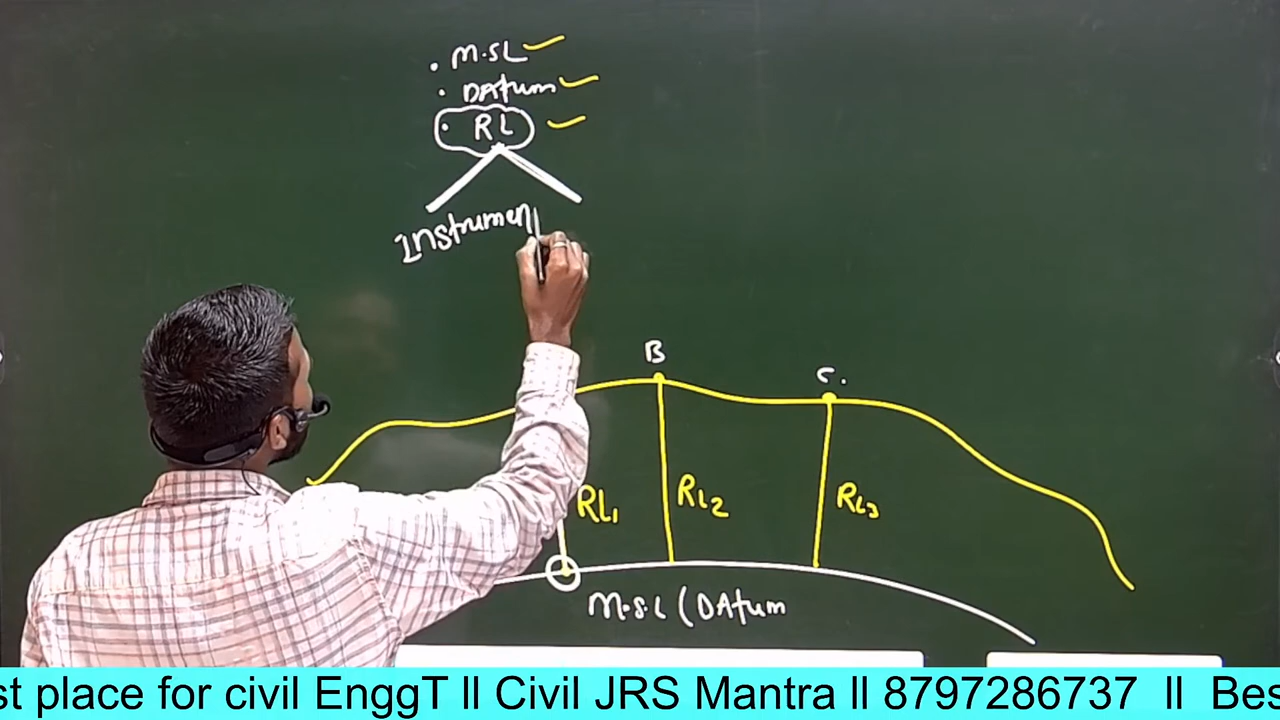 • M.SL
• DATum
• RL
Instrumen
B
C.
RL1
RL2
RL3
M.S.L (DATum
st place for civil EnggT ll Civil JRS Mantra ll 8797286737 ll Bes